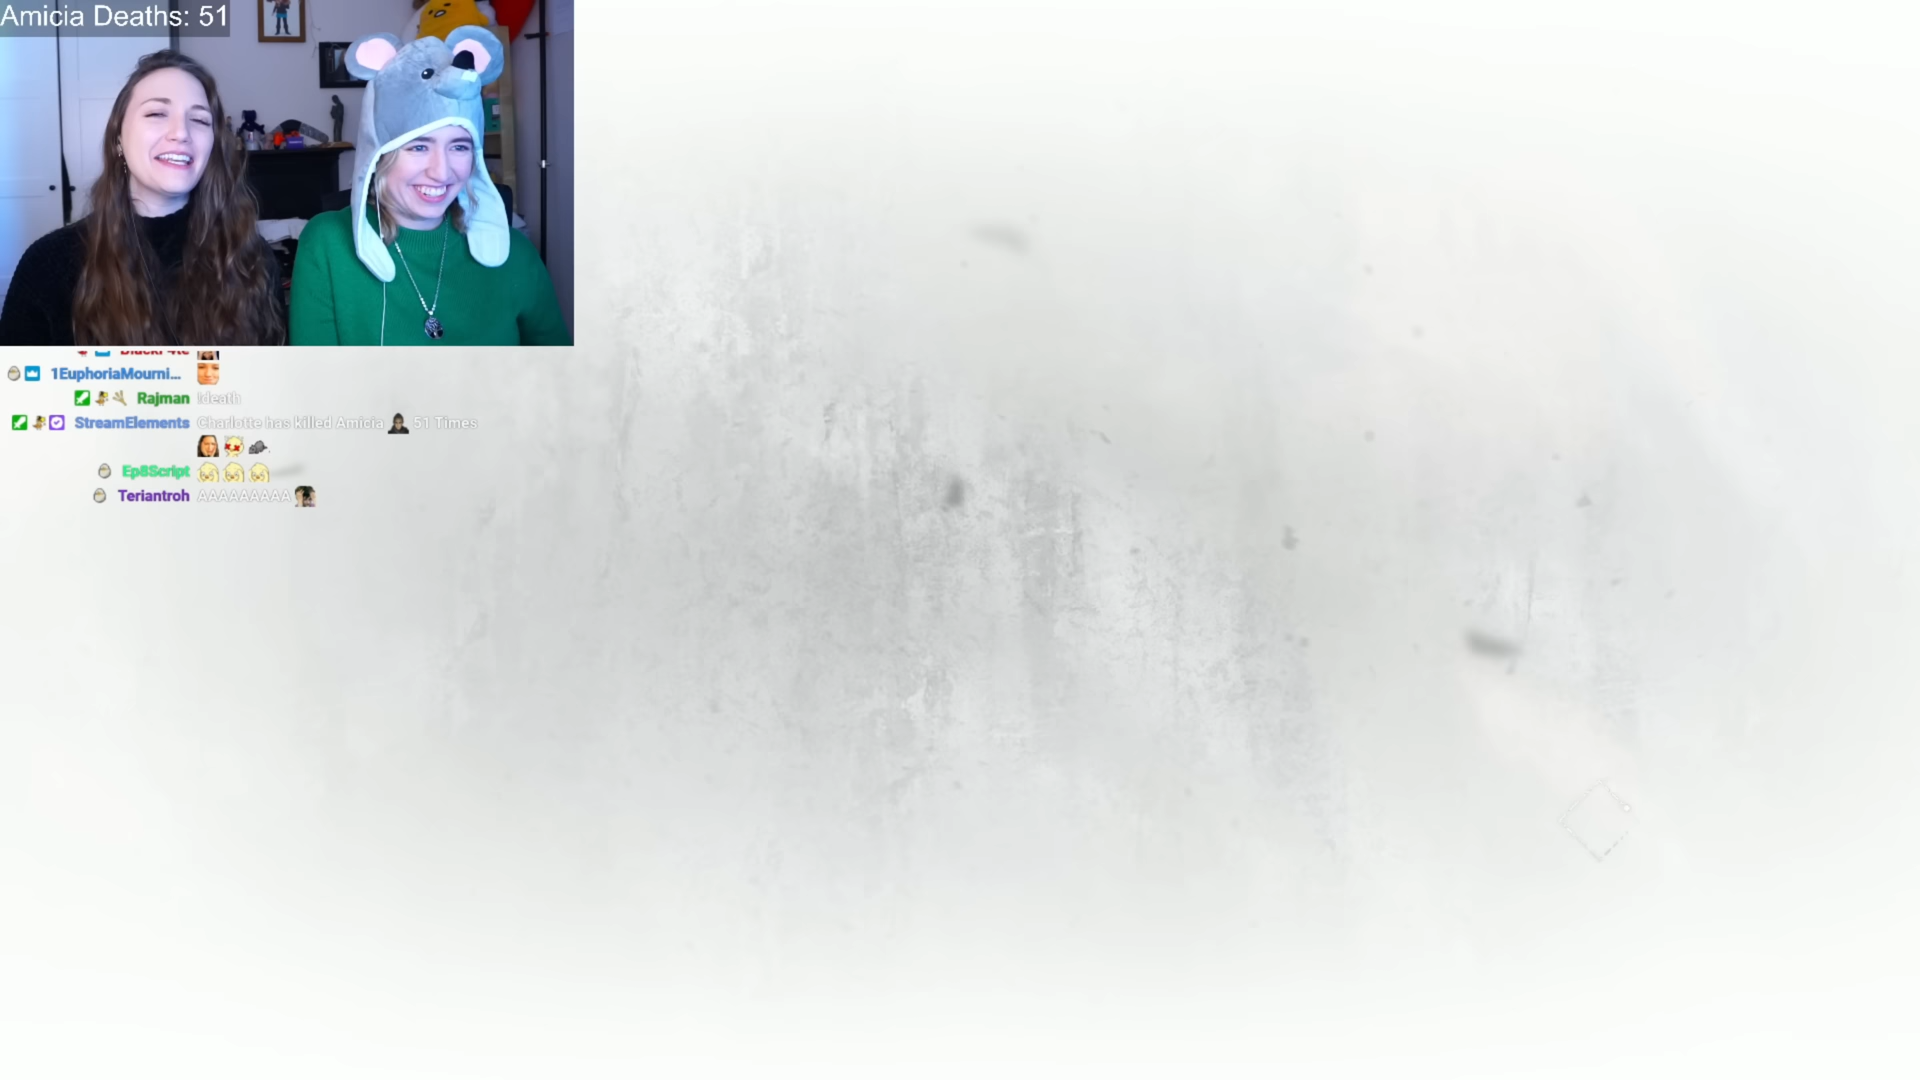 Amicia Deaths: 51
1EuphoriaMourni...
Rajman !death
StreamElements Charlotte has killed Amicia 51 Times
Ep8Script
Teriantroh AAAAAAAAA